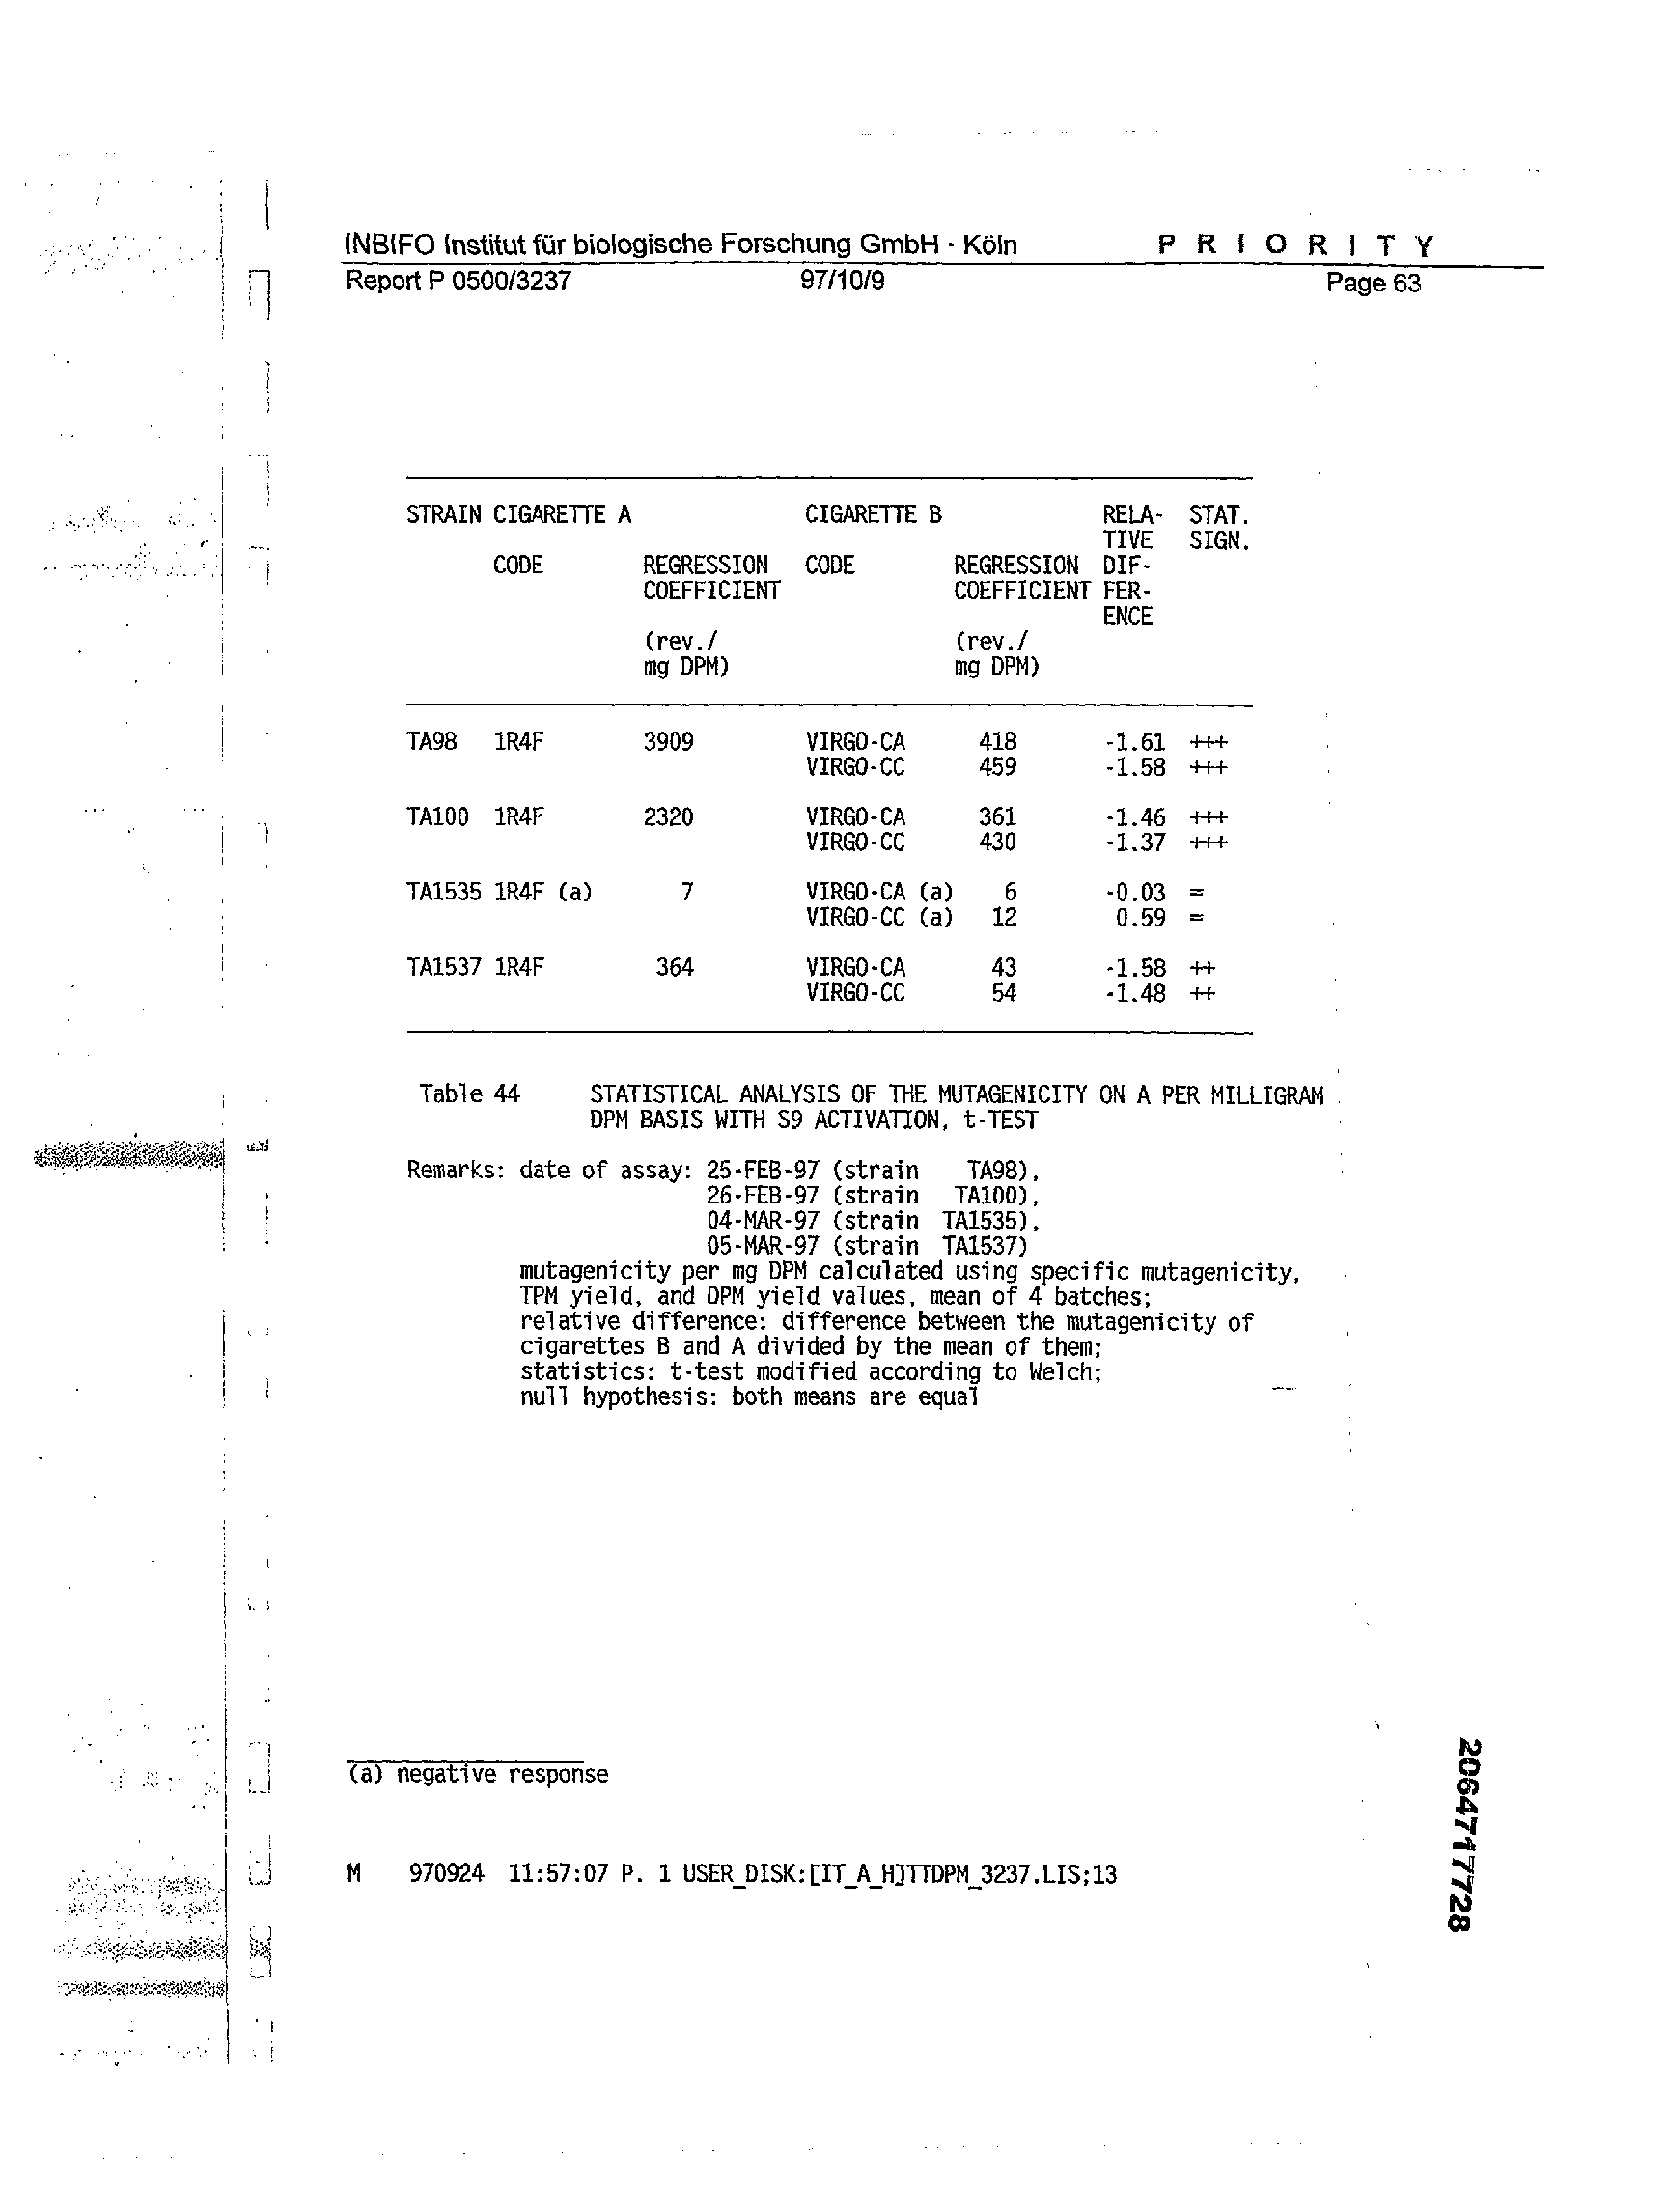 INBIFO Institut für biologische Forschung GmbH · Köln P R I O R I T Y
Report P 0500/3237 97/10/9 Page 63
STRAIN CIGARETTE A CIGARETTE B RELA- STAT.
TIVE SIGN.
CODE REGRESSION CODE REGRESSION DIF-
COEFFICIENT COEFFICIENT FER-
ENCE
(rev./ (rev./
mg DPM) mg DPM)
TA98 1R4F 3909 VIRGO-CA 418 -1.61 +++
VIRGO-CC 459 -1.58 +++
TA100 1R4F 2320 VIRGO-CA 361 -1.46 +++
VIRGO-CC 430 -1.37 +++
TA1535 1R4F (a) 7 VIRGO-CA (a) 6 -0.03 =
VIRGO-CC (a) 12 0.59 =
TA1537 1R4F 364 VIRGO-CA 43 -1.58 ++
VIRGO-CC 54 -1.48 ++
Table 44 STATISTICAL ANALYSIS OF THE MUTAGENICITY ON A PER MILLIGRAM
DPM BASIS WITH S9 ACTIVATION, t-TEST
Remarks: date of assay: 25-FEB-97 (strain TA98),
26-FEB-97 (strain TA100),
04-MAR-97 (strain TA1535),
05-MAR-97 (strain TA1537)
mutagenicity per mg DPM calculated using specific mutagenicity,
TPM yield, and DPM yield values, mean of 4 batches;
relative difference: difference between the mutagenicity of
cigarettes B and A divided by the mean of them;
statistics: t-test modified according to Welch;
null hypothesis: both means are equal
(a) negative response
M 970924 11:57:07 P. 1 USER_DISK:[IT_A_H]TTDPM_3237.LIS;13
2064717728